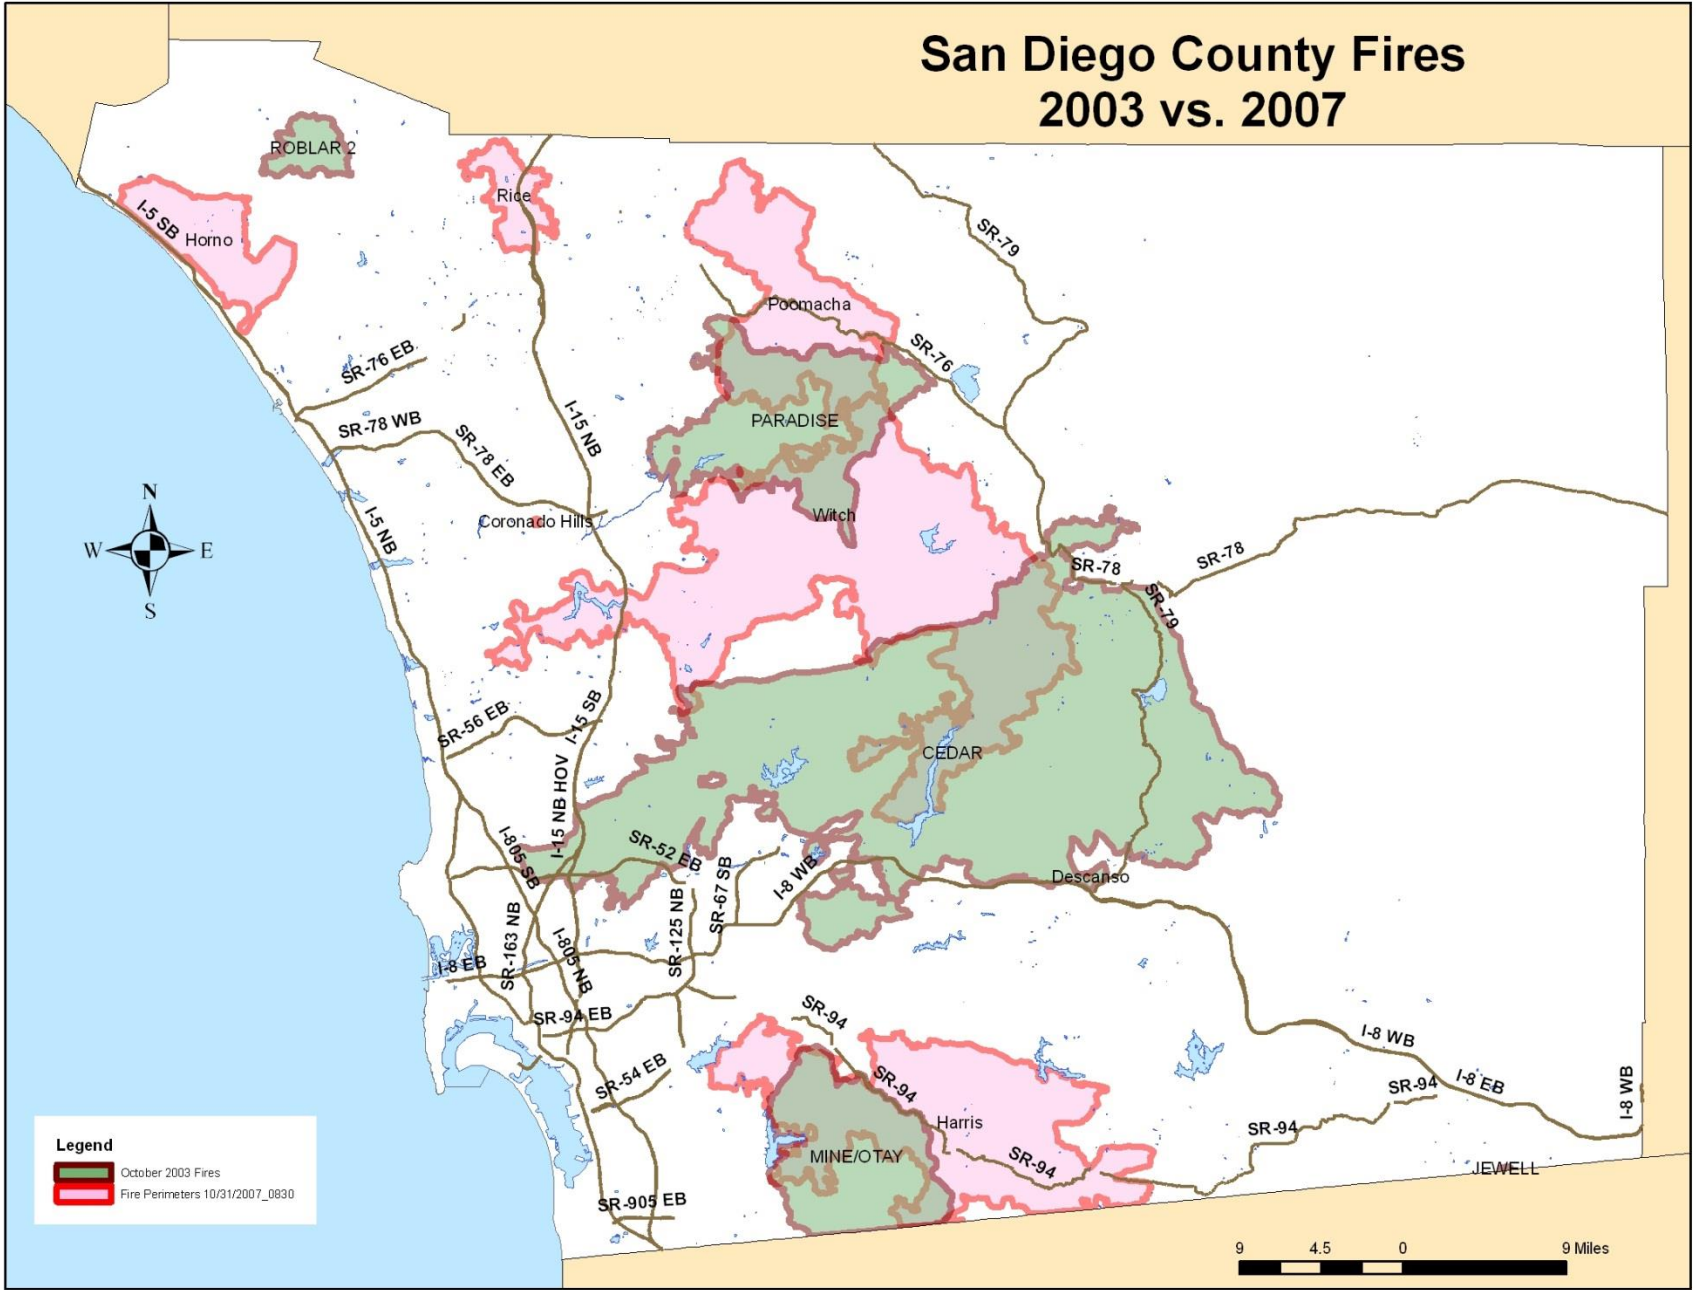 San Diego County Fires
2003 vs. 2007
ROBLAR 2
Rice
I-5 SB
Horno
SR-79
Poomacha
SR-76
SR-76 EB
PARADISE
SR-78 WB
SR-78 EB
I-15 NB
N
W
E
S
I-5 NB
Coronado Hills
Witch
SR-78
SR-78
SR-79
I-15 SB
SR-56 EB
CEDAR
I-15 NB HOV
I-805 SB
SR-52 EB
SR-67 SB
I-8 WB
Descanso
SR-163 NB
I-805 NB
SR-125 NB
I-8 EB
SR-94 EB
SR-94
I-8 WB
SR-54 EB
SR-94
I-8 EB
SR-94
I-8 WB
Harris
SR-94
MINE/OTAY
SR-94
JEWELL
SR-905 EB
Legend
October 2003 Fires
Fire Perimeters 10/31/2007_0830
9 4.5 0 9 Miles